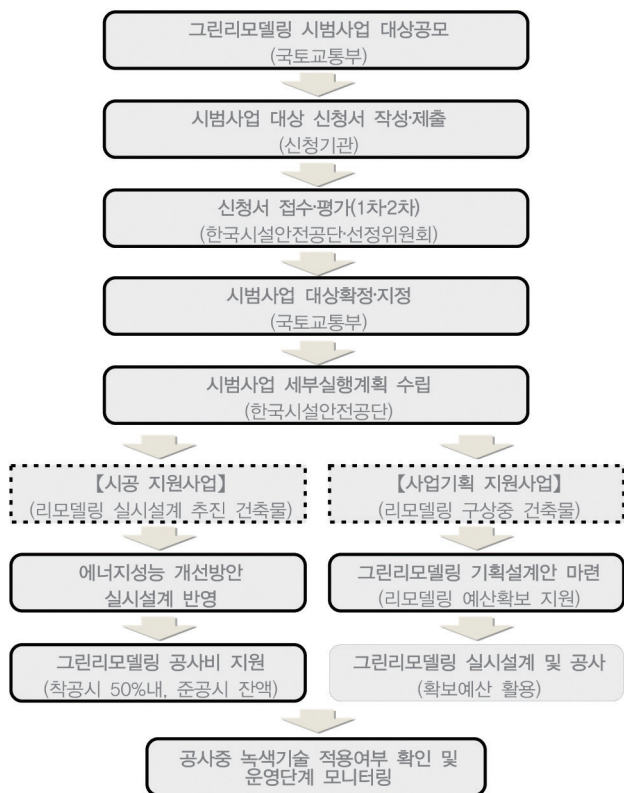 그린리모델링 시범사업 대상공모
(국토교통부)
시범사업 대상 신청서 작성·제출
(신청기관)
신청서 접수·평가(1차·2차)
(한국시설안전공단·선정위원회)
시범사업 대상확정·지정
(국토교통부)
시범사업 세부실행계획 수립
(한국시설안전공단)
【시공 지원사업】
(리모델링 실시설계 추진 건축물)
【사업기획 지원사업】
(리모델링 구상중 건축물)
에너지성능 개선방안
실시설계 반영
그린리모델링 기획설계안 마련
(리모델링 예산확보 지원)
그린리모델링 공사비 지원
(착공시 50%내, 준공시 잔액)
그린리모델링 실시설계 및 공사
(확보예산 활용)
공사중 녹색기술 적용여부 확인 및
운영단계 모니터링